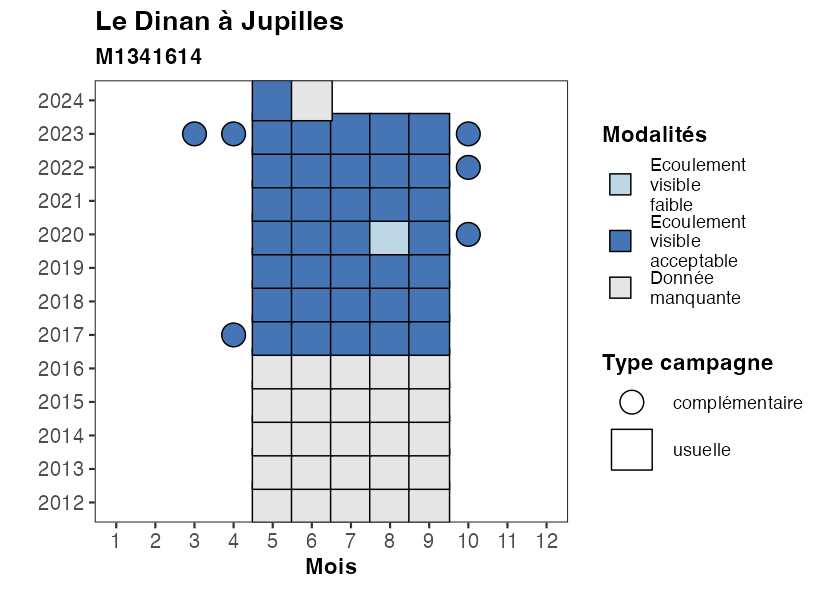 Le Dinan à Jupilles
M1341614
2024
2023
2022
2021
2020
2019
2018
2017
2016
2015
2014
2013
2012
1 2 3 4 5 6 7 8 9 10 11 12
Mois
Modalités
Ecoulement
visible
faible
Ecoulement
visible
acceptable
Donnée
manquante
Type campagne
complémentaire
usuelle